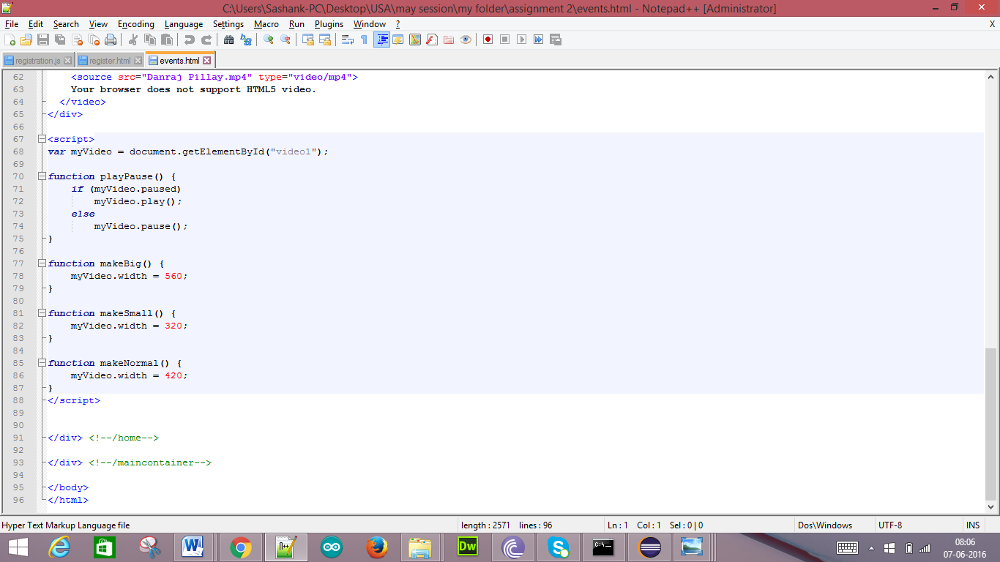 C:\Users\Sashank-PC\Desktop\USA\may session\my folder\assignment 2\events.html - Notepad++ [Administrator]
File Edit Search View Encoding Language Settings Macro Run Plugins Window ? X
registration.js register.html events.html
62 <source src="Danraj Pillay.mp4" type="video/mp4">
63 Your browser does not support HTML5 video.
64 </video>
65 </div>
66
67 <script>
68 var myVideo = document.getElementById("video1");
69
70 function playPause() {
71 if (myVideo.paused)
72 myVideo.play();
73 else
74 myVideo.pause();
75 }
76
77 function makeBig() {
78 myVideo.width = 560;
79 }
80
81 function makeSmall() {
82 myVideo.width = 320;
83 }
84
85 function makeNormal() {
86 myVideo.width = 420;
87 }
88 </script>
89
90
91 </div> <!--/home-->
92
93 </div> <!--/maincontainer-->
94
95 </body>
96 </html>
Hyper Text Markup Language file length : 2571 lines : 96 Ln : 1 Col : 1 Sel : 0 | 0 Dos\Windows UTF-8 INS
Dw
08:06
07-06-2016